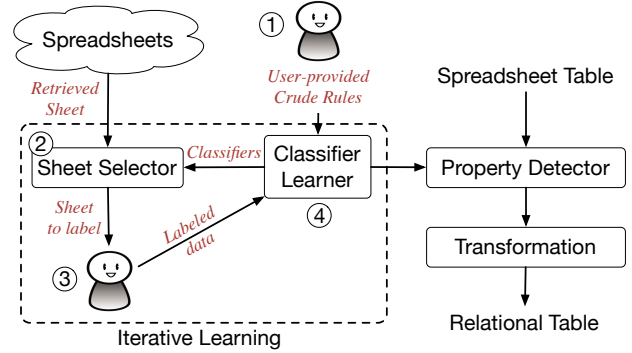 Spreadsheets
①
User-provided
Crude Rules
Retrieved
Sheet
Spreadsheet Table
②
Sheet Selector
Classifiers
Classifier
Learner
Property Detector
④
Sheet
to label
Labeled
data
③
Transformation
Iterative Learning
Relational Table